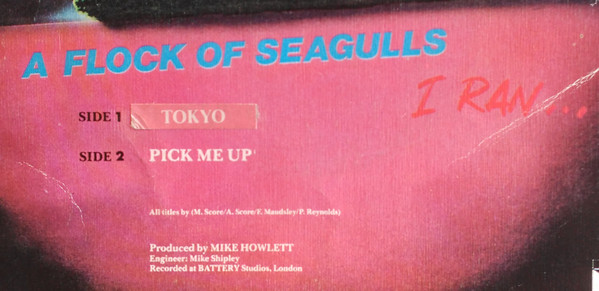 A FLOCK OF SEAGULLS
I RAN...
SIDE 1 TOKYO
SIDE 2 PICK ME UP
All titles by (M. Score/A. Score/F. Maudsley/P. Reynolds)
Produced by MIKE HOWLETT
Engineer: Mike Shipley
Recorded at BATTERY Studios, London